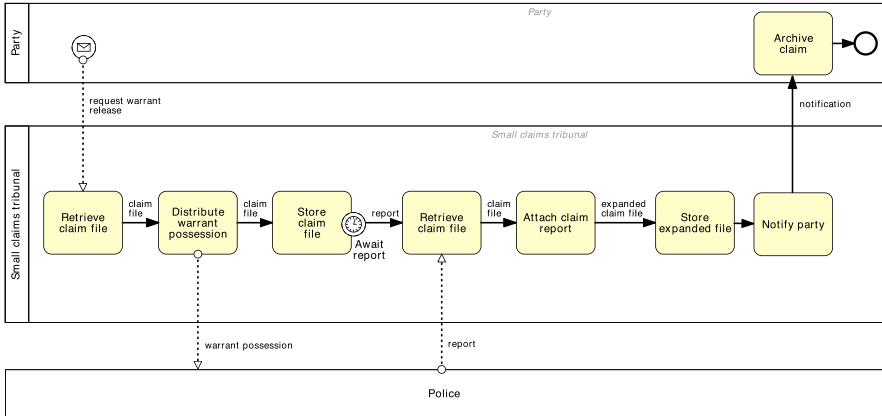 Party
Party
Archive
claim
request warrant
release
notification
Small claims tribunal
Small claims tribunal
Retrieve
claim file
claim
file
Distribute
warrant
possession
claim
file
Store
claim
file
Await
report
report
Retrieve
claim file
claim
file
Attach claim
report
expanded
claim file
Store
expanded file
Notify party
warrant possession
report
Police